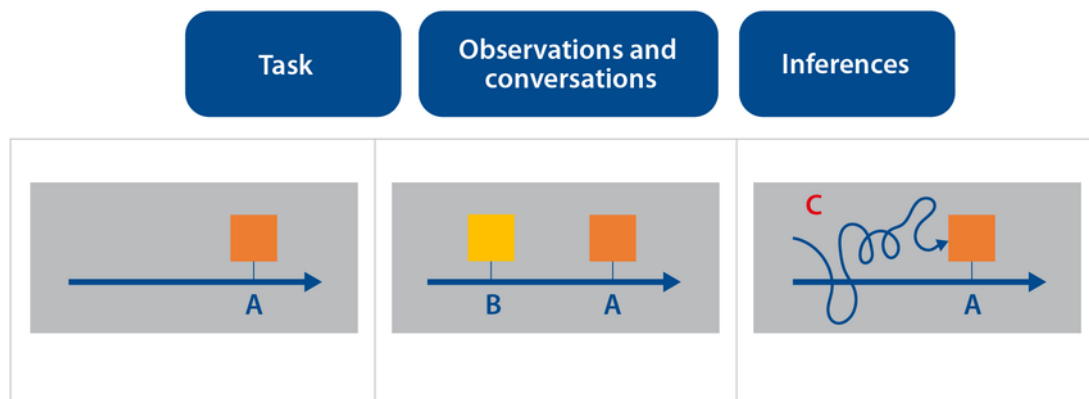 Task
Observations and
conversations
Inferences
A
B
A
C
A